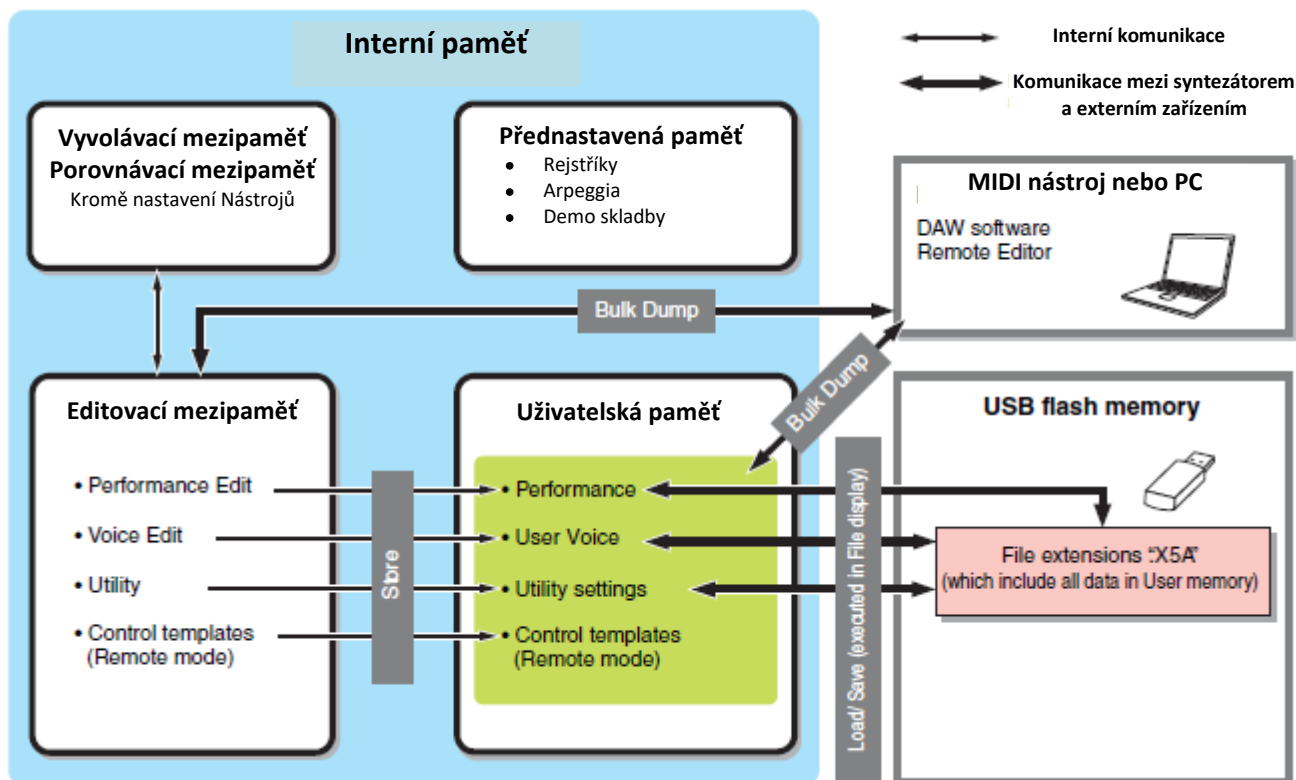 Interní paměť
Interní komunikace
Komunikace mezi syntezátorem
a externím zařízením
Vyvolávací mezipaměť
Porovnávací mezipaměť
Kromě nastavení Nástrojů
Přednastavená paměť
• Rejstříky
• Arpeggia
• Demo skladby
MIDI nástroj nebo PC
DAW software
Remote Editor
Bulk Dump
Bulk Dump
Editovací mezipaměť
• Performance Edit
• Voice Edit
• Utility
• Control templates
(Remote mode)
Store
Uživatelská paměť
• Performance
• User Voice
• Utility settings
• Control templates
(Remote mode)
Load/ Save (executed in File display)
USB flash memory
File extensions “X5A”
(which include all data in User memory)